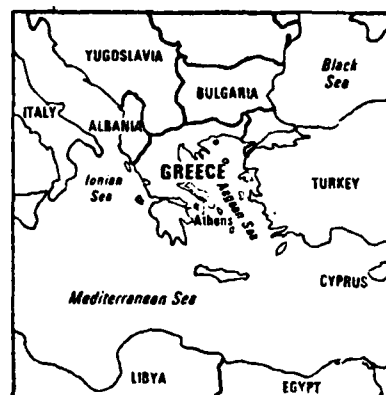 YUGOSLAVIA
Black
Sea
BULGARIA
ITALY
ALBANIA
GREECE
Ionian
Sea
Aegean Sea
TURKEY
Athens
CYPRUS
Mediterranean Sea
LIBYA
EGYPT